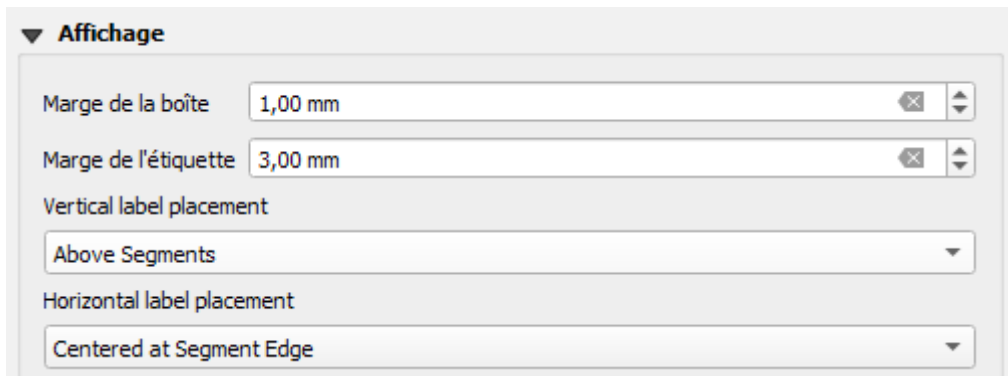 Affichage
Marge de la boîte 1,00 mm
Marge de l'étiquette 3,00 mm
Vertical label placement
Above Segments
Horizontal label placement
Centered at Segment Edge